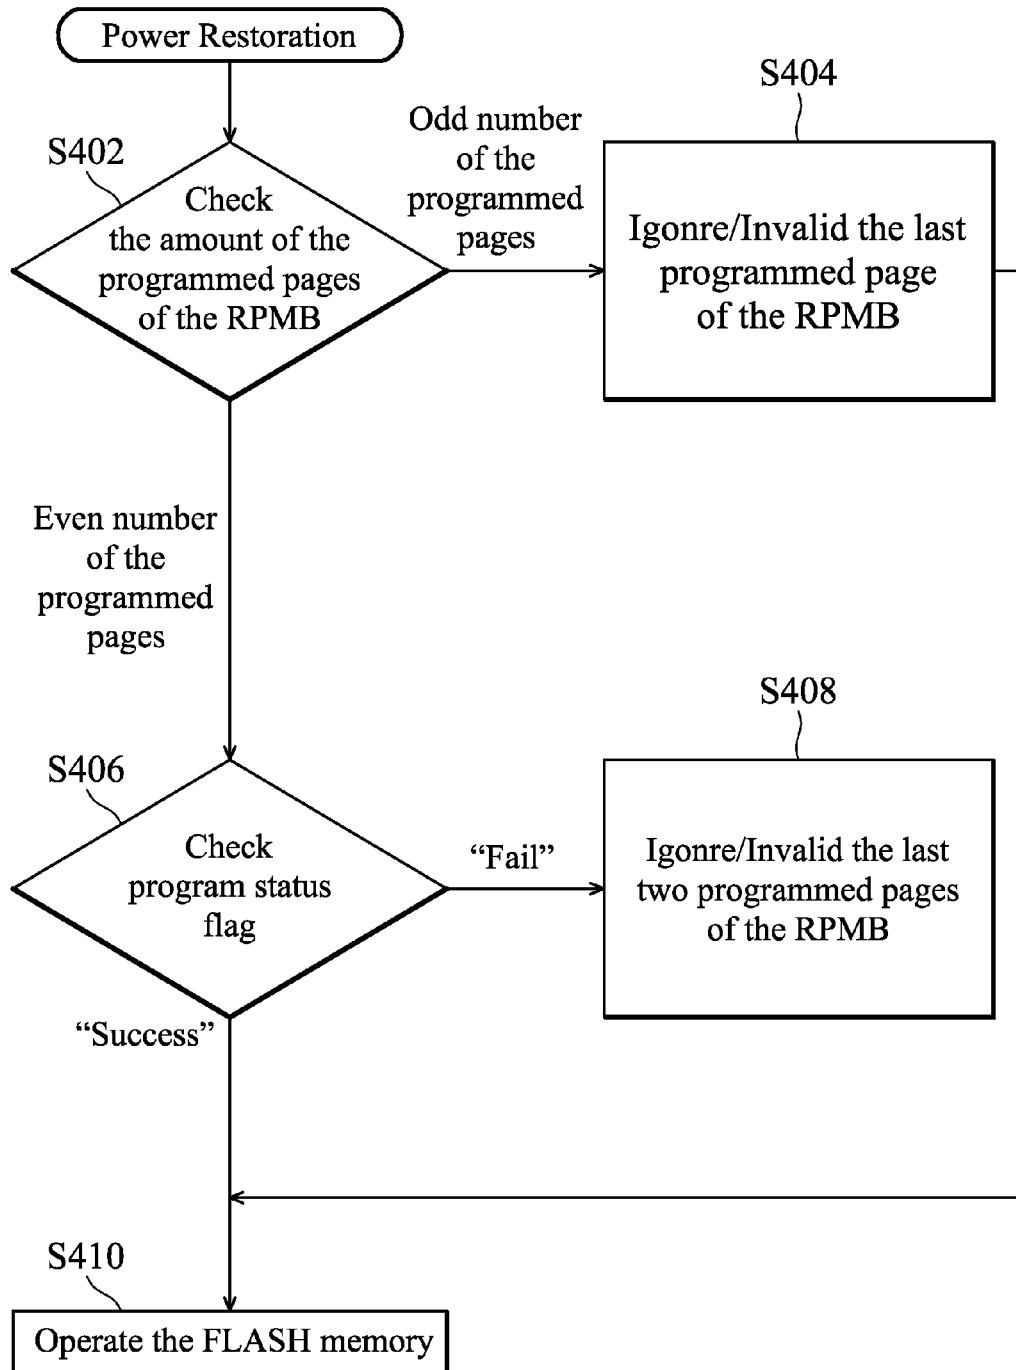 Power Restoration
S402
Check
the amount of the
programmed pages
of the RPMB
Odd number
of the
programmed
pages
S404
Igonre/Invalid the last
programmed page
of the RPMB
Even number
of the
programmed
pages
S406
Check
program status
flag
“Fail”
S408
Igonre/Invalid the last
two programmed pages
of the RPMB
“Success”
S410
Operate the FLASH memory